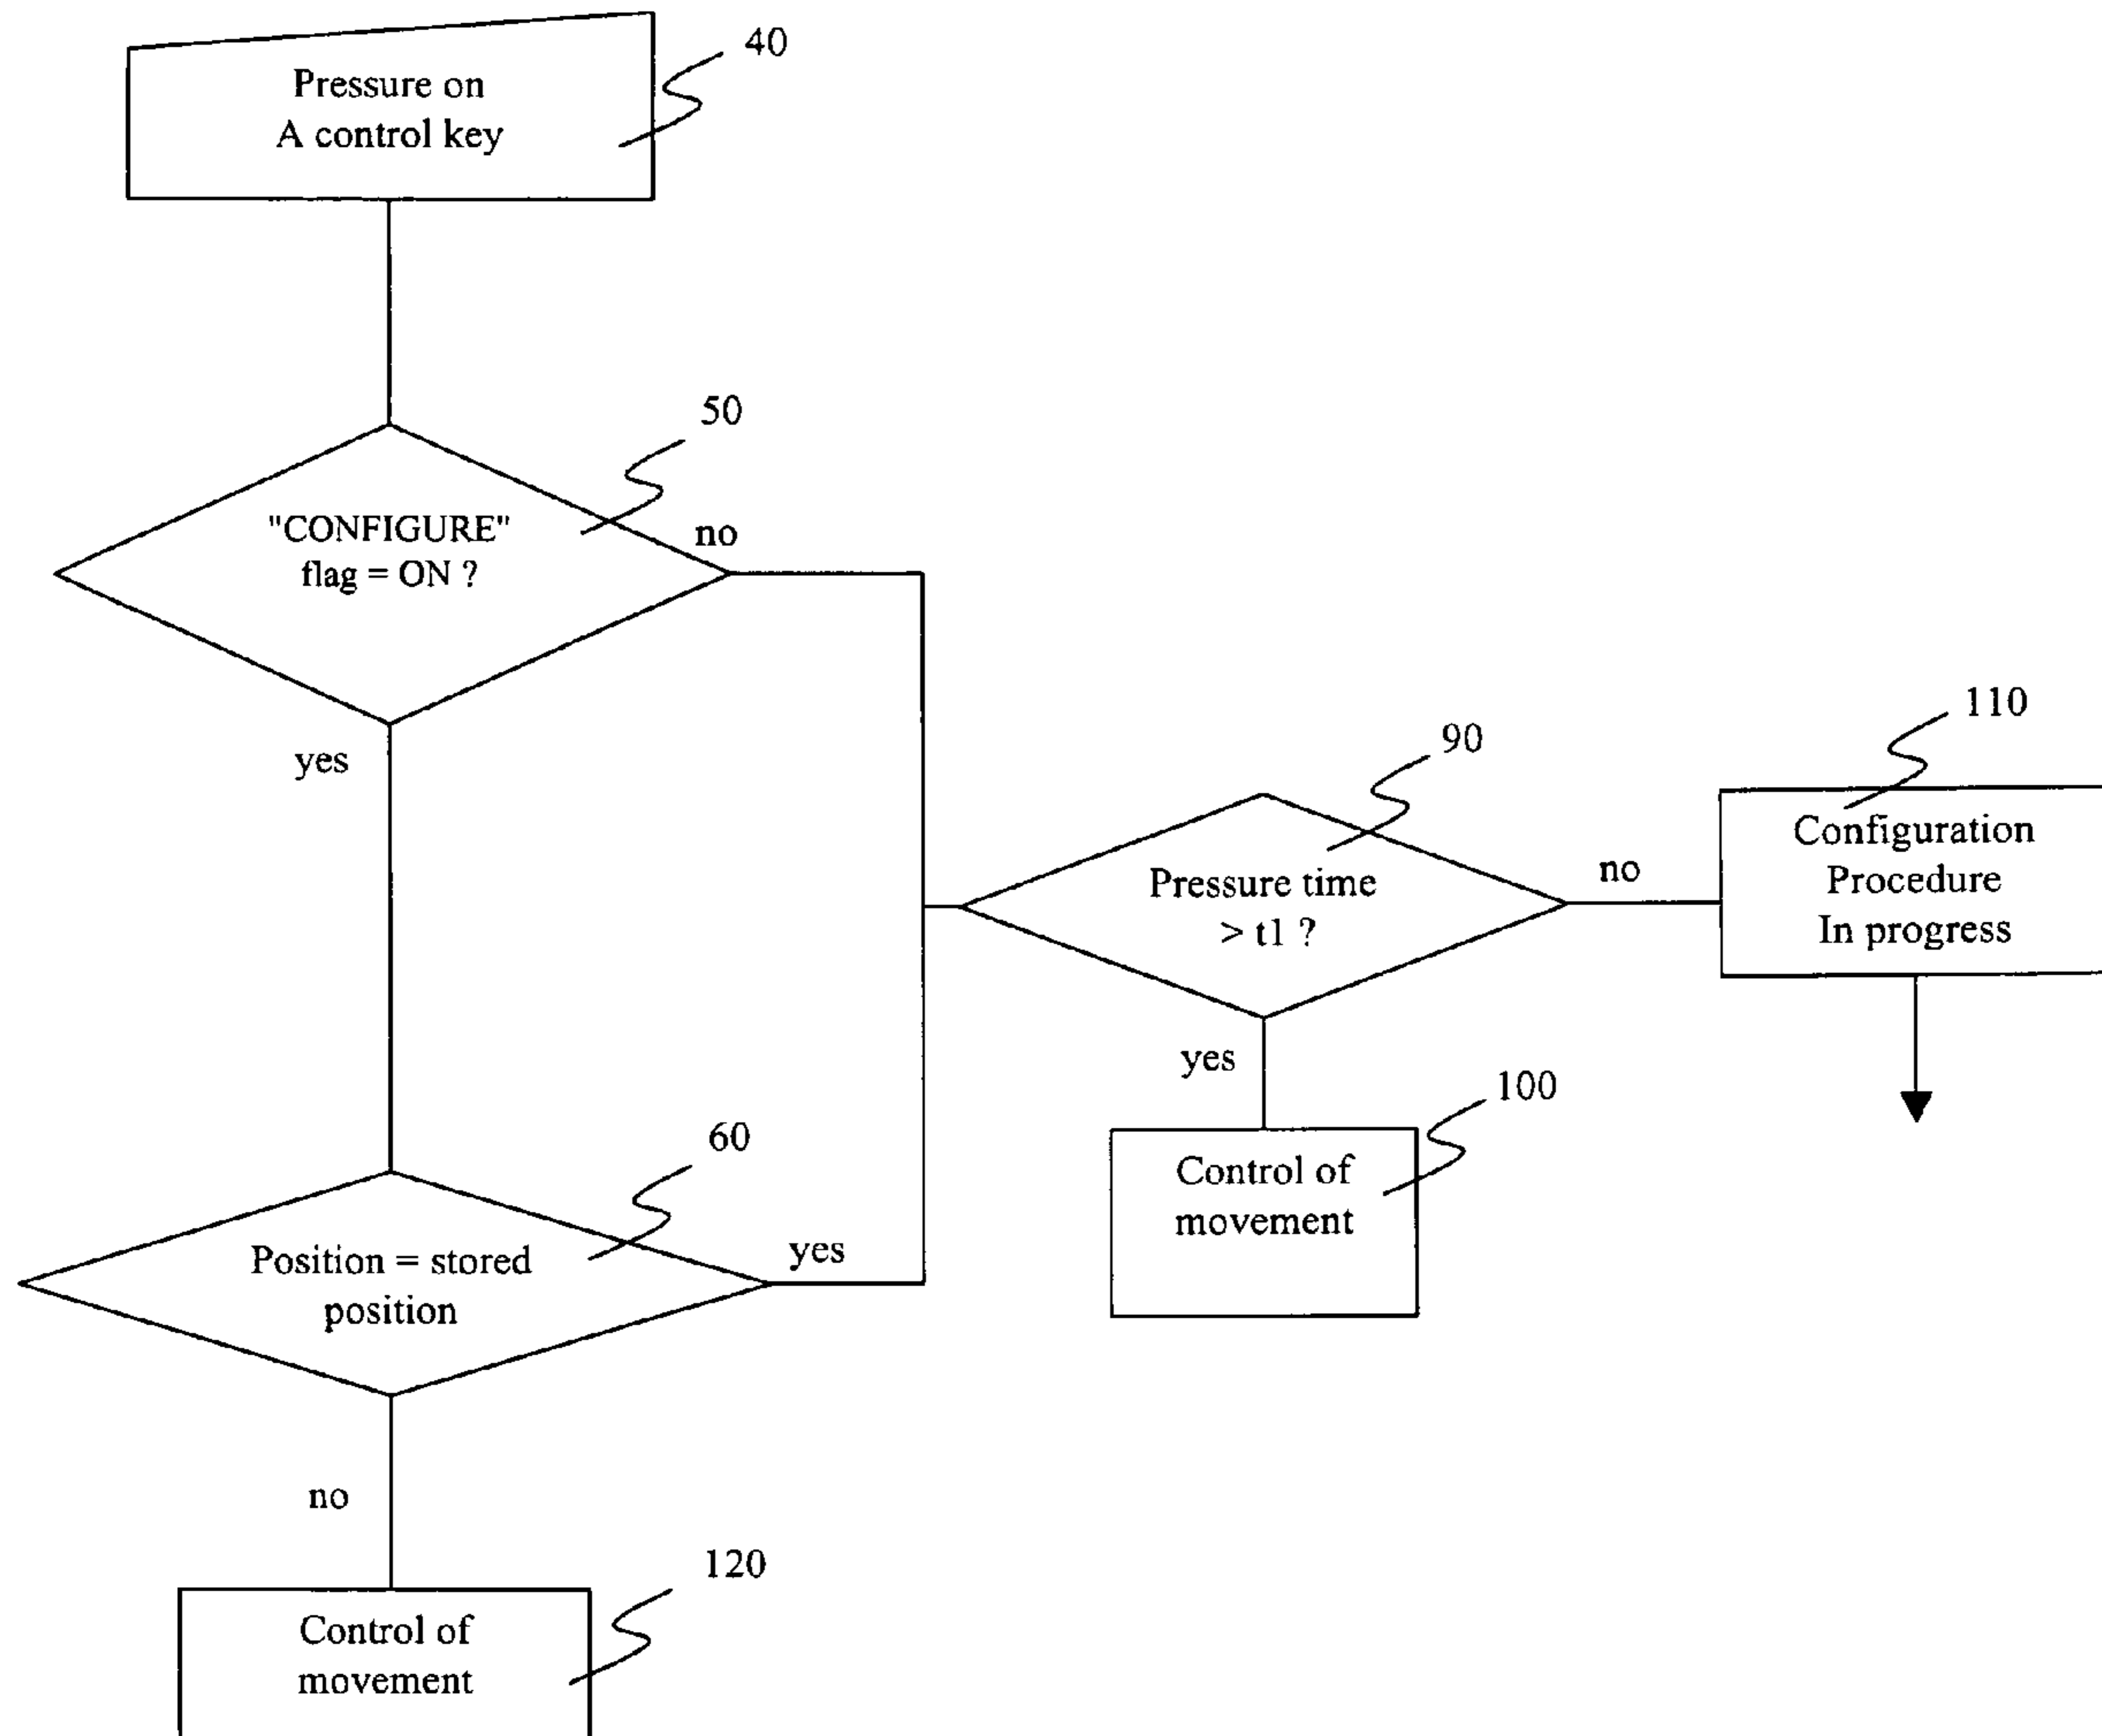 40
Pressure on
A control key
50
"CONFIGURE"
flag = ON ?
no
yes
110
90
Configuration
Procedure
In progress
Pressure time
> t1 ?
no
yes
100
Control of
movement
60
Position = stored
position
yes
no
120
Control of
movement